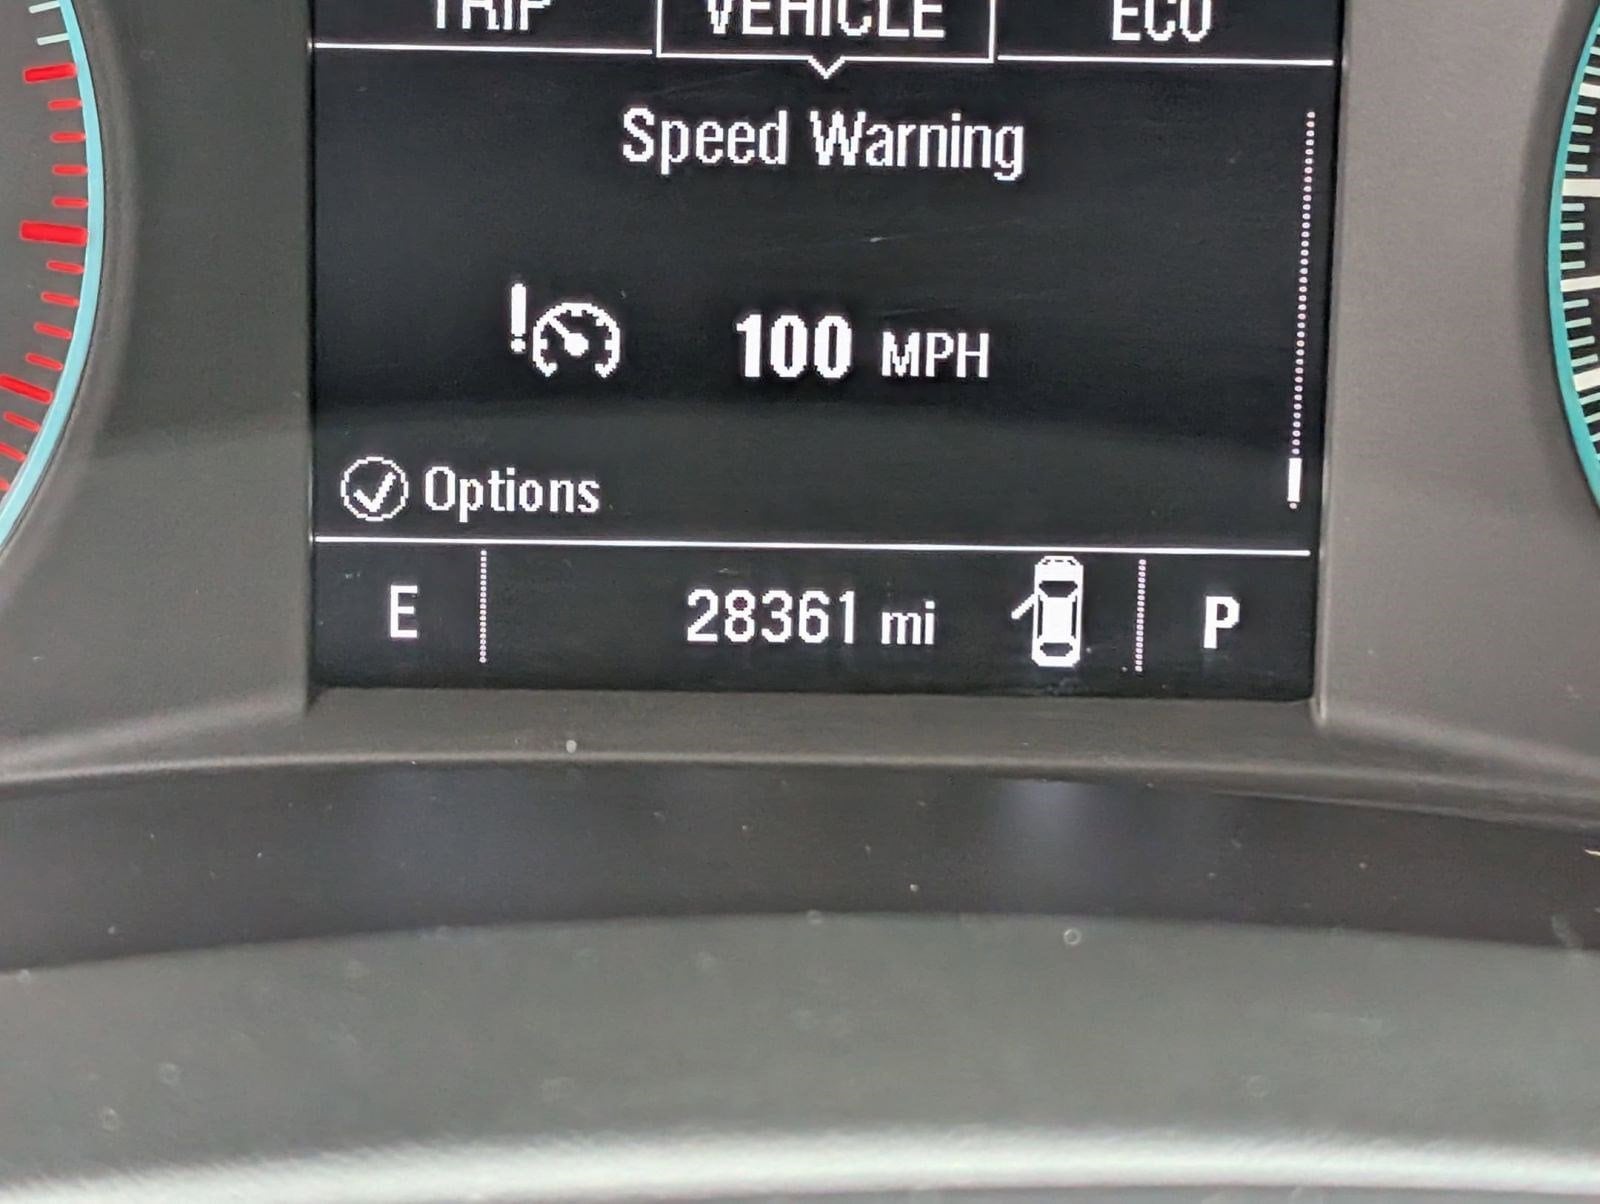 TRIP VEHICLE ECO
Speed Warning
100 MPH
Options
E 28361 mi P